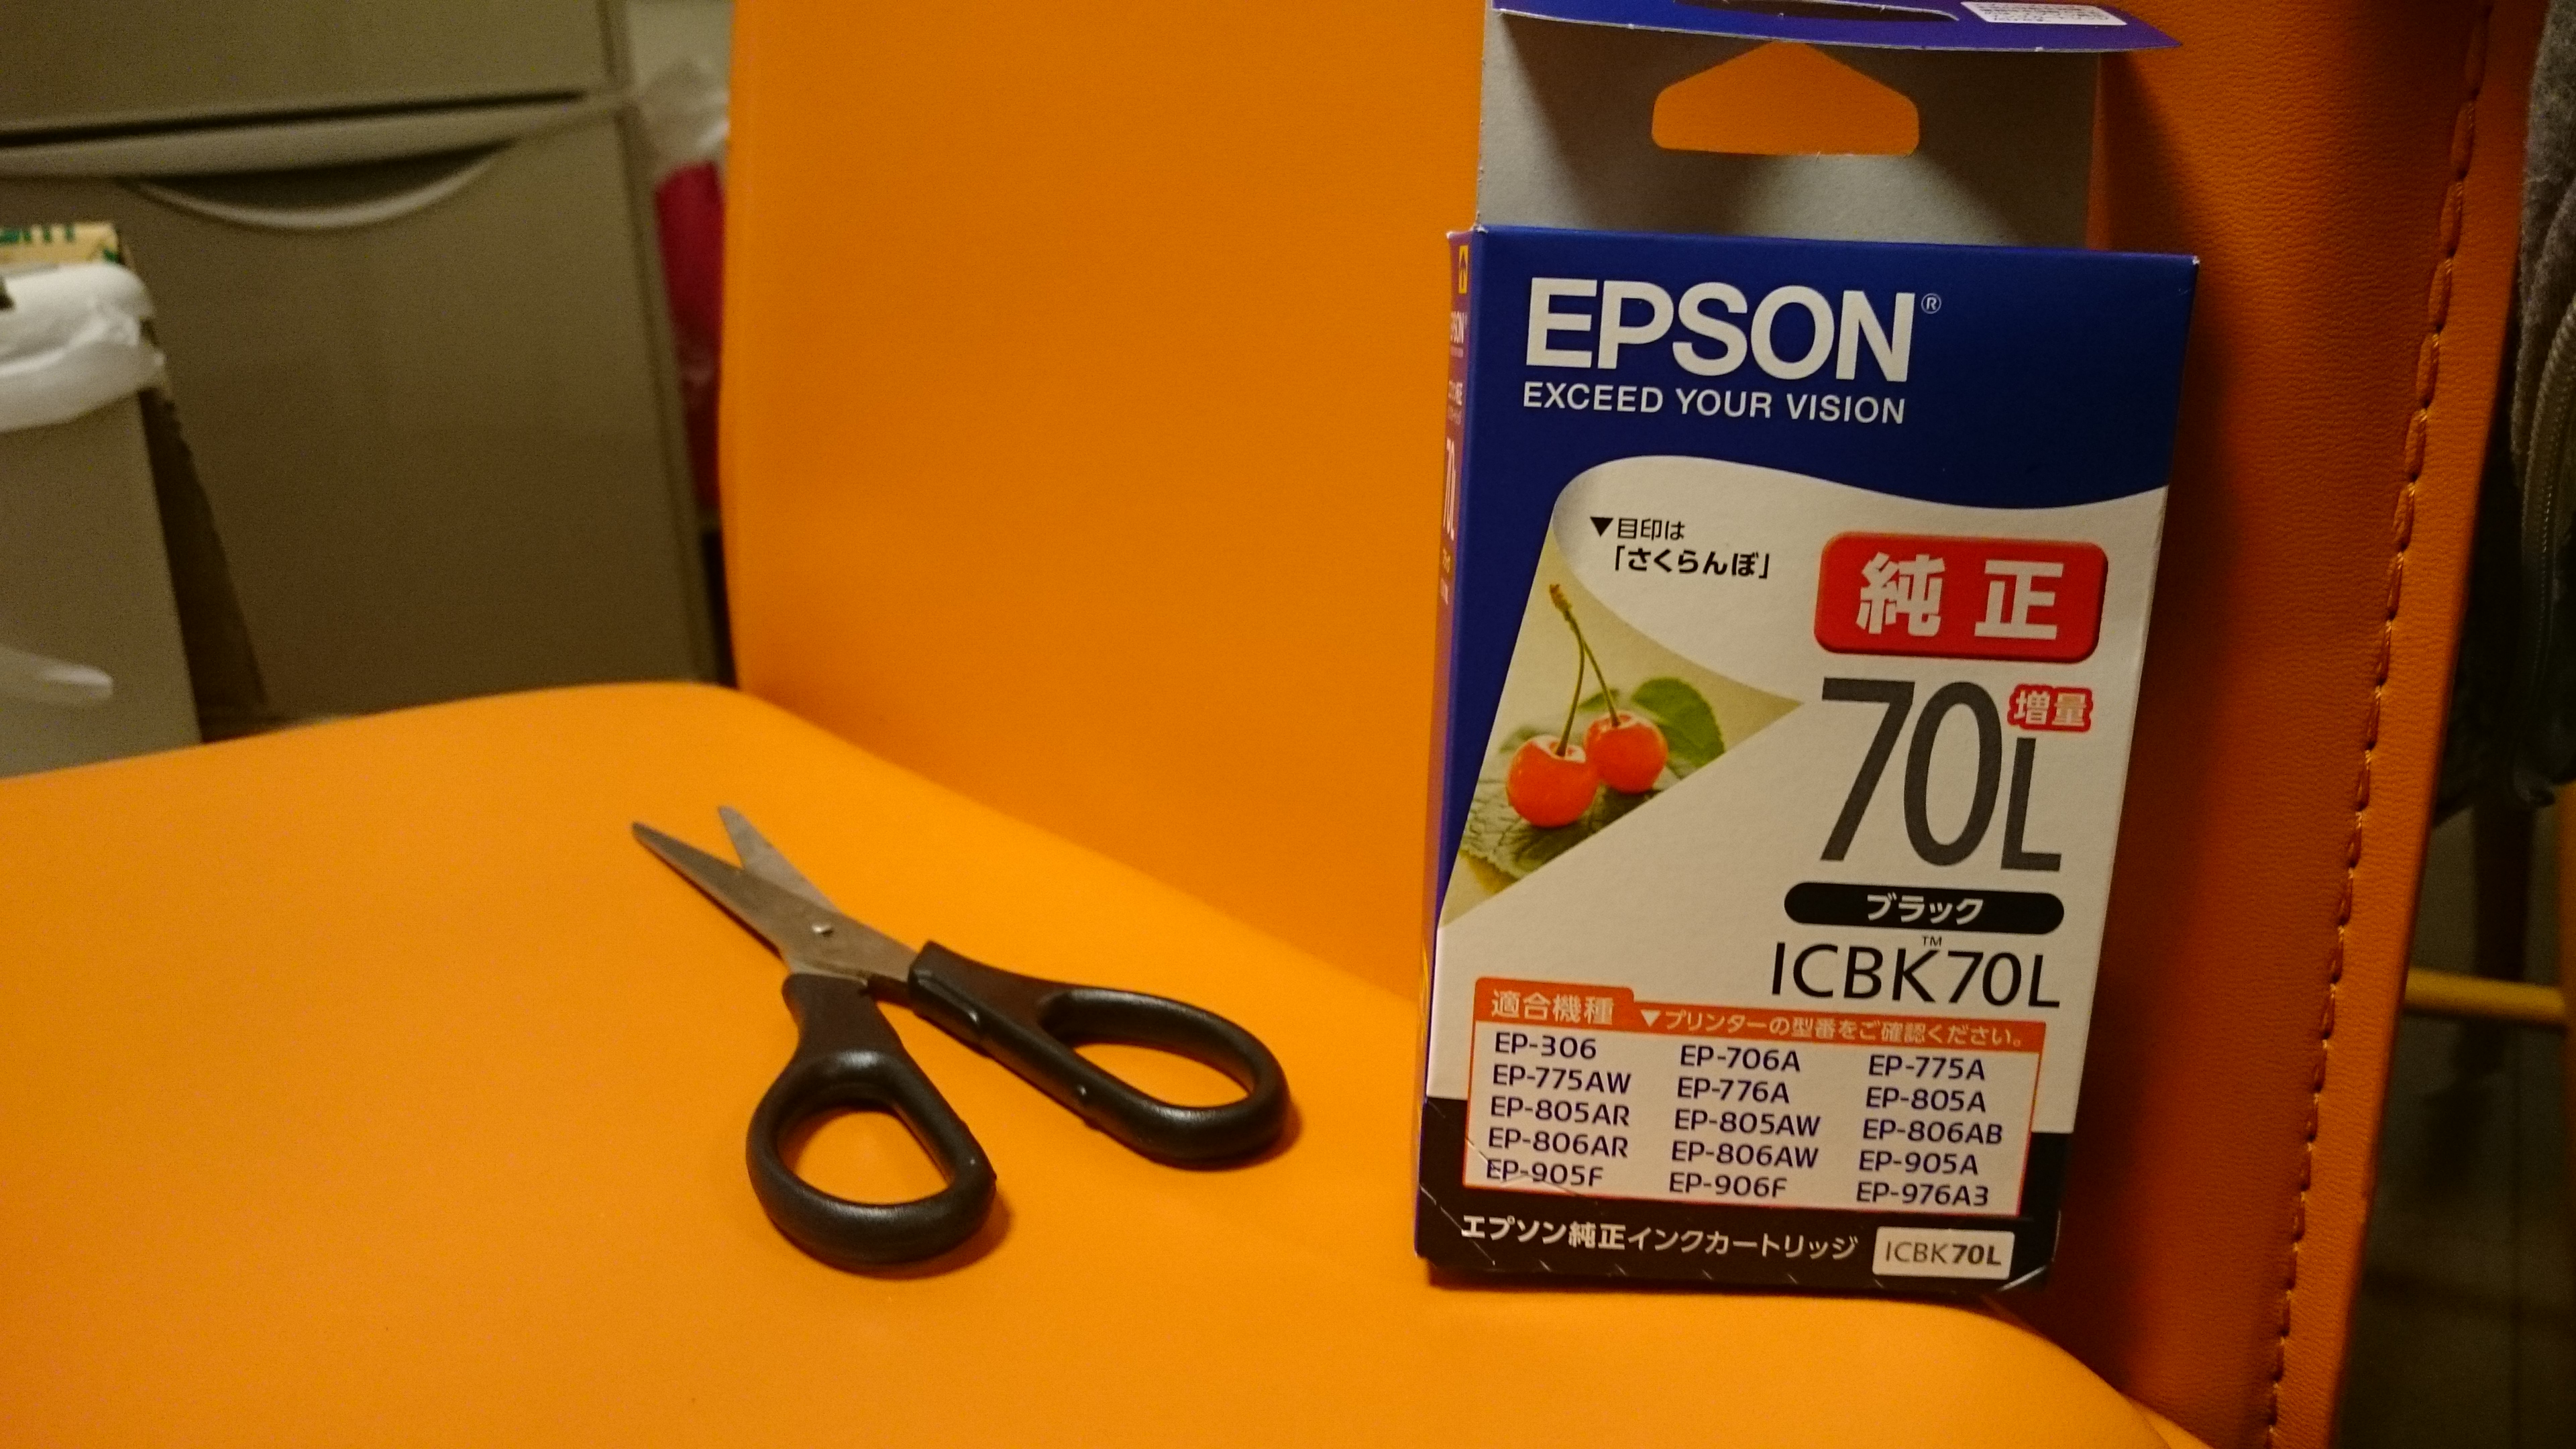 EPSON®
EXCEED YOUR VISION
▼目印は
「さくらんぼ」
純正
70L
増量
ブラック
ICBK70L™
適合機種 ▼プリンターの型番をご確認ください。
EP-306 EP-706A EP-775A
EP-775AW EP-776A EP-805A
EP-805AR EP-805AW EP-806AB
EP-806AR EP-806AW EP-905A
EP-905F EP-906F EP-976A3
エプソン純正インクカートリッジ ICBK70L
70L